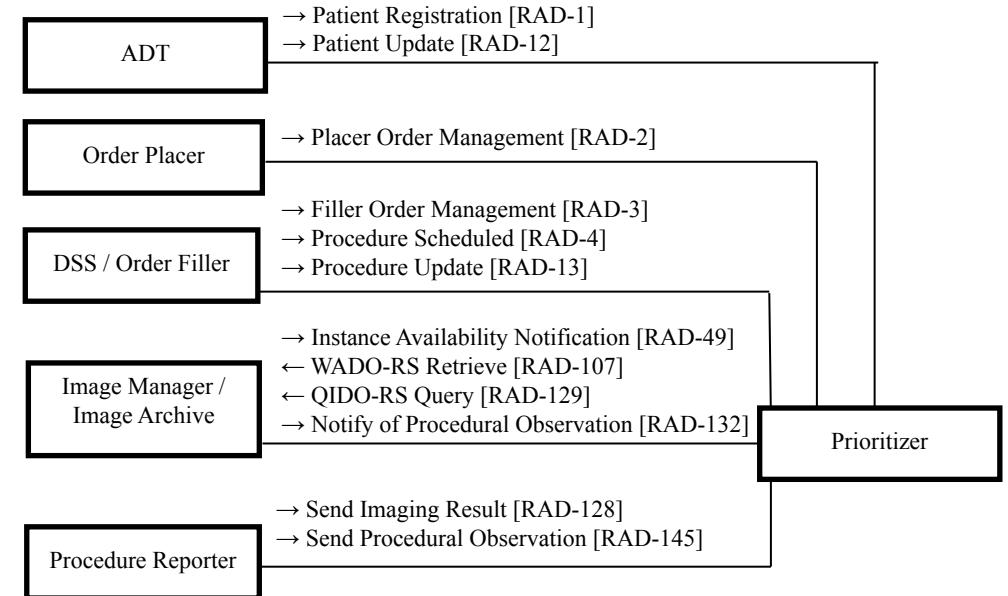 ADT
→ Patient Registration [RAD-1]
→ Patient Update [RAD-12]
Order Placer
→ Placer Order Management [RAD-2]
DSS / Order Filler
→ Filler Order Management [RAD-3]
→ Procedure Scheduled [RAD-4]
→ Procedure Update [RAD-13]
Image Manager /
Image Archive
→ Instance Availability Notification [RAD-49]
← WADO-RS Retrieve [RAD-107]
← QIDO-RS Query [RAD-129]
→ Notify of Procedural Observation [RAD-132]
Prioritizer
Procedure Reporter
→ Send Imaging Result [RAD-128]
→ Send Procedural Observation [RAD-145]